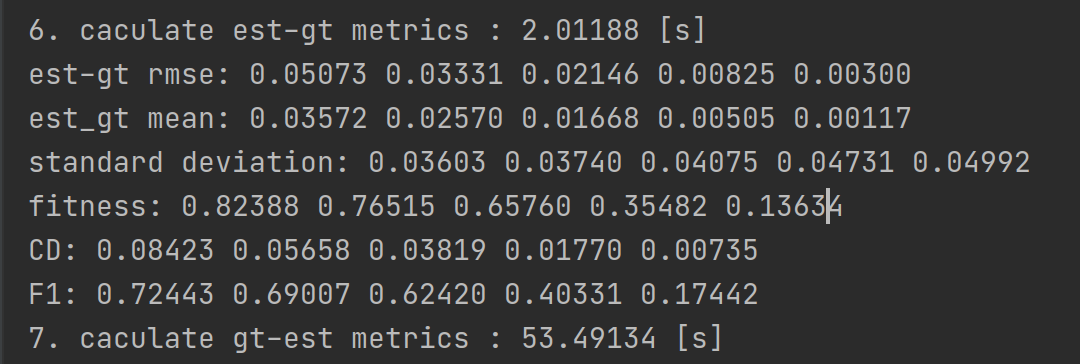 6. caculate est-gt metrics : 2.01188 [s]
est-gt rmse: 0.05073 0.03331 0.02146 0.00825 0.00300
est_gt mean: 0.03572 0.02570 0.01668 0.00505 0.00117
standard deviation: 0.03603 0.03740 0.04075 0.04731 0.04992
fitness: 0.82388 0.76515 0.65760 0.35482 0.13634
CD: 0.08423 0.05658 0.03819 0.01770 0.00735
F1: 0.72443 0.69007 0.62420 0.40331 0.17442
7. caculate gt-est metrics : 53.49134 [s]